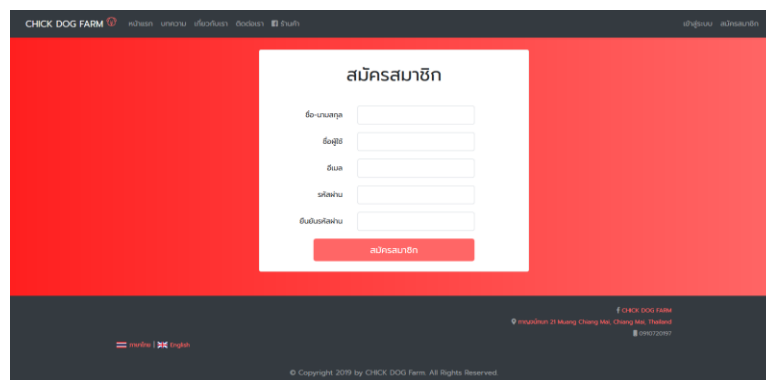 CHICK DOG FARM หน้าแรก บทความ เกี่ยวกับเรา ติดต่อเรา ร้านค้า เข้าสู่ระบบ สมัครสมาชิก
สมัครสมาชิก
ชื่อ-นามสกุล
ชื่อผู้ใช้
อีเมล
รหัสผ่าน
ยืนยันรหัสผ่าน
สมัครสมาชิก
CHICK DOG FARM
21 Muang Chiang Mai, Chiang Mai, Thailand
0910720197
ภาษาไทย | English
© Copyright 2019 by CHICK DOG Farm. All Rights Reserved.